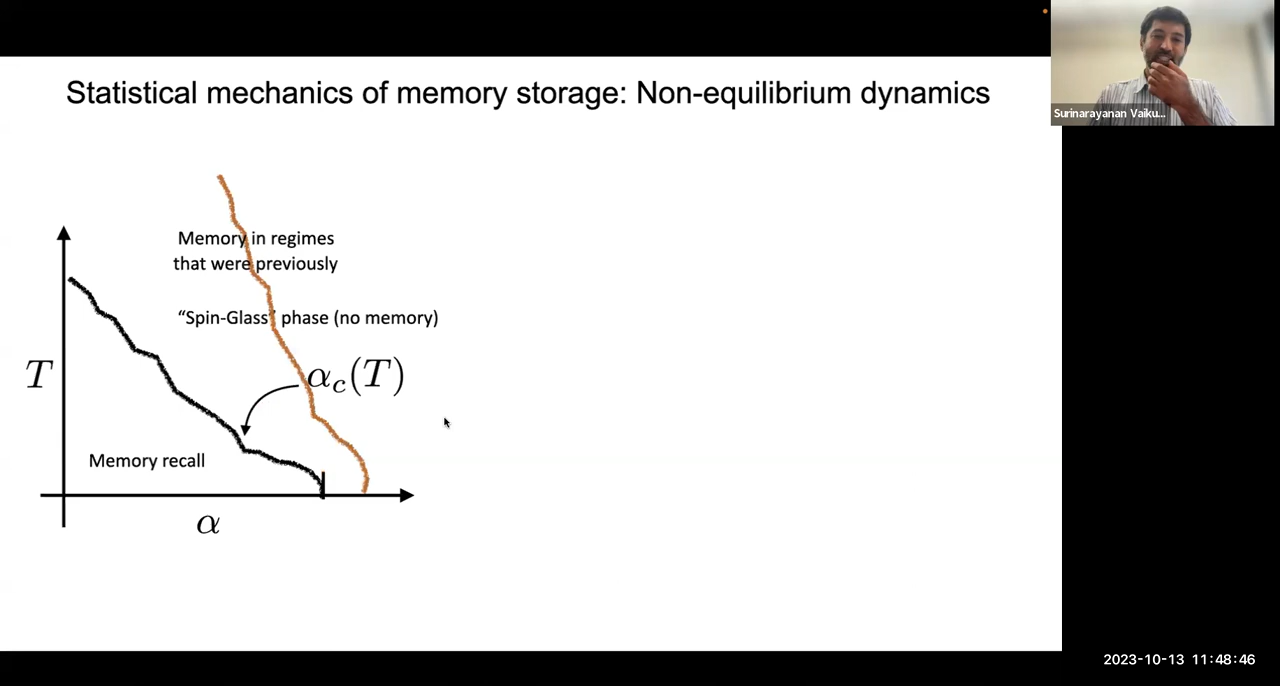 Statistical mechanics of memory storage: Non-equilibrium dynamics
Surinarayanan Vaiku...
Memory in regimes
that were previously
“Spin-Glass” phase (no memory)
T
α_c(T)
Memory recall
α
2023-10-13 11:48:46